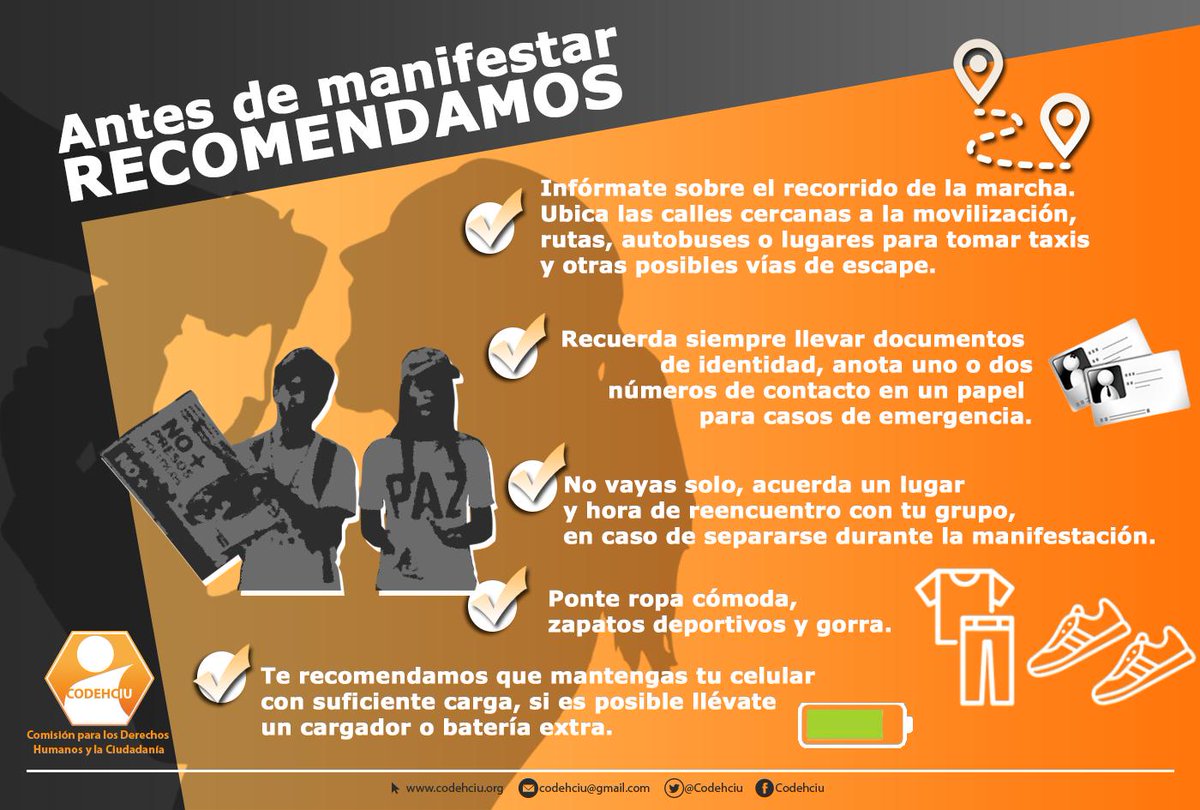 Antes de manifestar
RECOMENDAMOS
Infórmate sobre el recorrido de la marcha.
Ubica las calles cercanas a la movilización,
rutas, autobuses o lugares para tomar taxis
y otras posibles vías de escape.
Recuerda siempre llevar documentos
de identidad, anota uno o dos
números de contacto en un papel
para casos de emergencia.
No vayas solo, acuerda un lugar
y hora de reencuentro con tu grupo,
en caso de separarse durante la manifestación.
Ponte ropa cómoda,
zapatos deportivos y gorra.
Te recomendamos que mantengas tu celular
con suficiente carga, si es posible llévate
un cargador o batería extra.
NO +
NO +
PAZ
CODEHCIU
Comisión para los Derechos
Humanos y la Ciudadanía
www.codehciu.org codehciu@gmail.com @Codehciu Codehciu